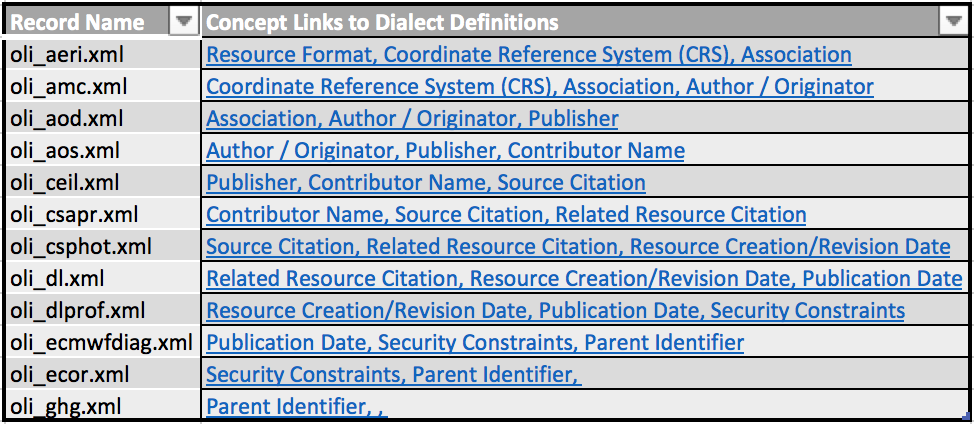 Record Name Concept Links to Dialect Definitions
oli_aeri.xml Resource Format, Coordinate Reference System (CRS), Association
oli_amc.xml Coordinate Reference System (CRS), Association, Author / Originator
oli_aod.xml Association, Author / Originator, Publisher
oli_aos.xml Author / Originator, Publisher, Contributor Name
oli_ceil.xml Publisher, Contributor Name, Source Citation
oli_csapr.xml Contributor Name, Source Citation, Related Resource Citation
oli_csphot.xml Source Citation, Related Resource Citation, Resource Creation/Revision Date
oli_dl.xml Related Resource Citation, Resource Creation/Revision Date, Publication Date
oli_dlprof.xml Resource Creation/Revision Date, Publication Date, Security Constraints
oli_ecmwfdiag.xml Publication Date, Security Constraints, Parent Identifier
oli_ecor.xml Security Constraints, Parent Identifier,
oli_ghg.xml Parent Identifier, ,